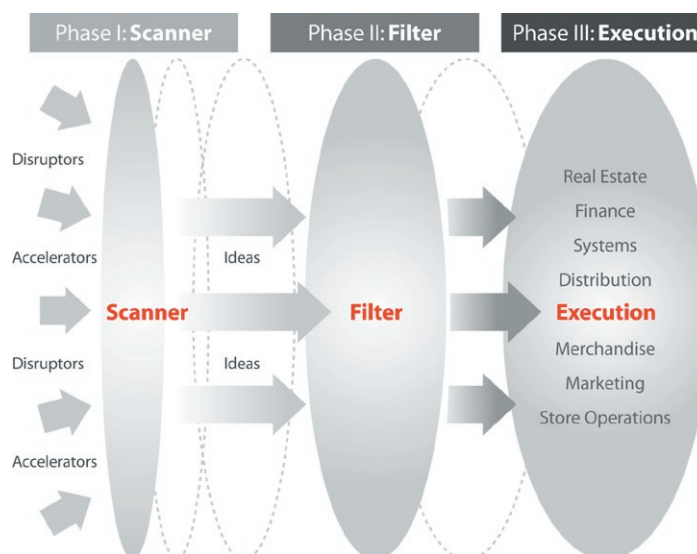 Phase I: Scanner
Phase II: Filter
Phase III: Execution
Disruptors
Accelerators
Disruptors
Accelerators
Scanner
Ideas
Ideas
Filter
Real Estate
Finance
Systems
Distribution
Execution
Merchandise
Marketing
Store Operations